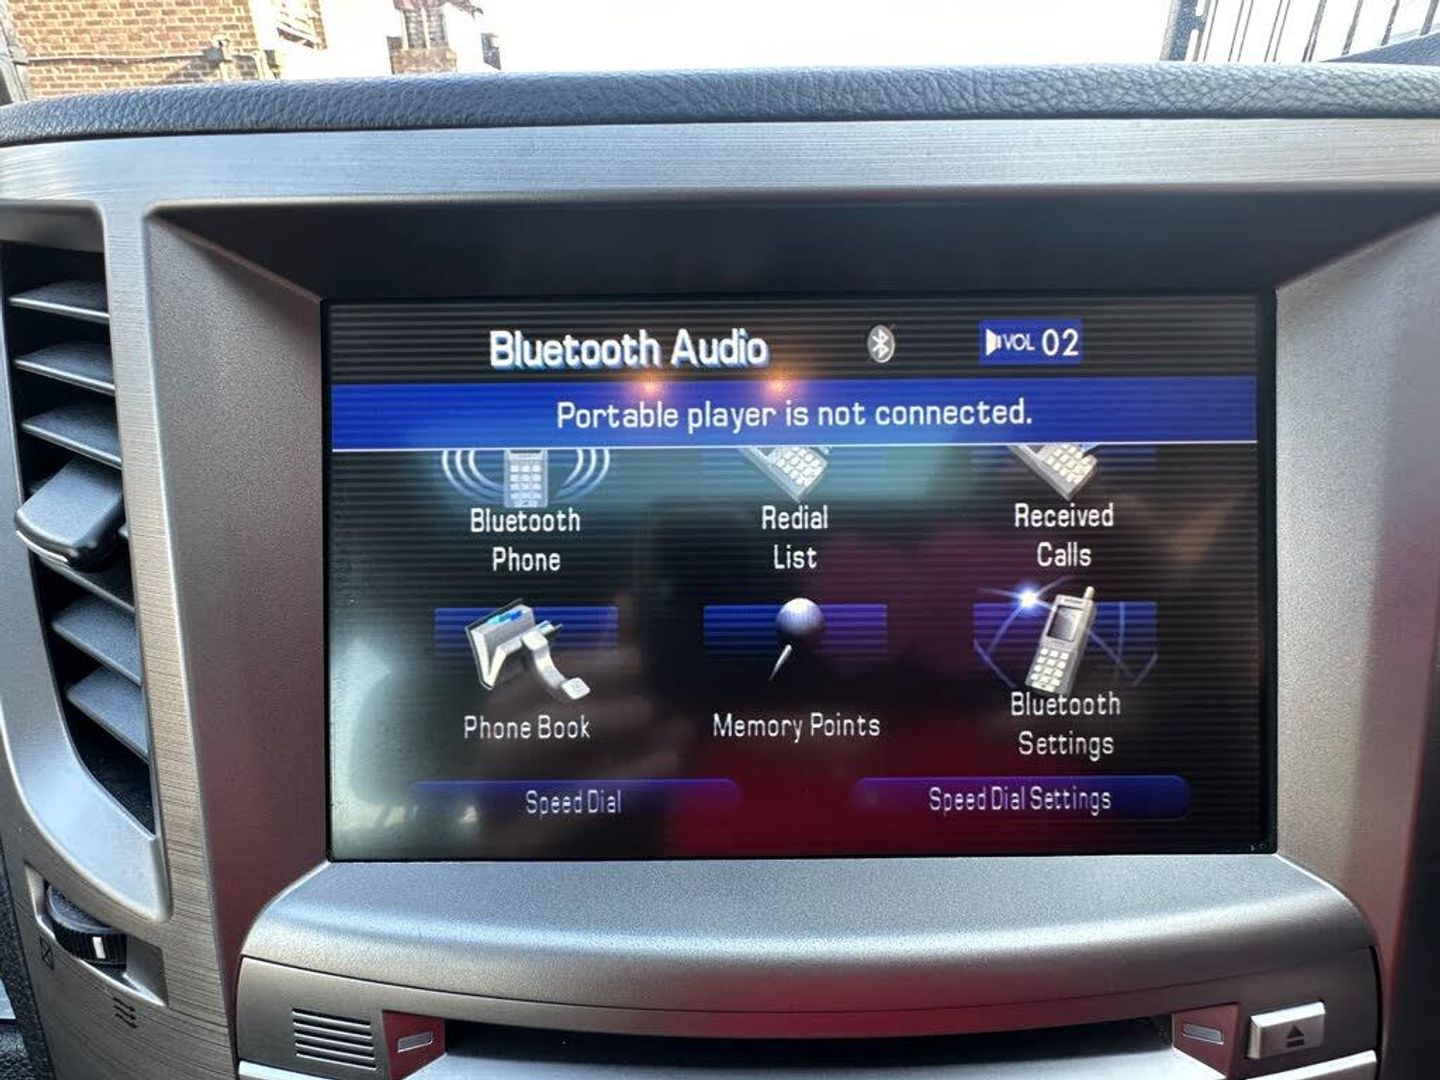 Bluetooth Audio
VOL 02
Portable player is not connected.
Bluetooth
Phone
Redial
List
Received
Calls
Phone Book
Memory Points
Bluetooth
Settings
Speed Dial
Speed Dial Settings